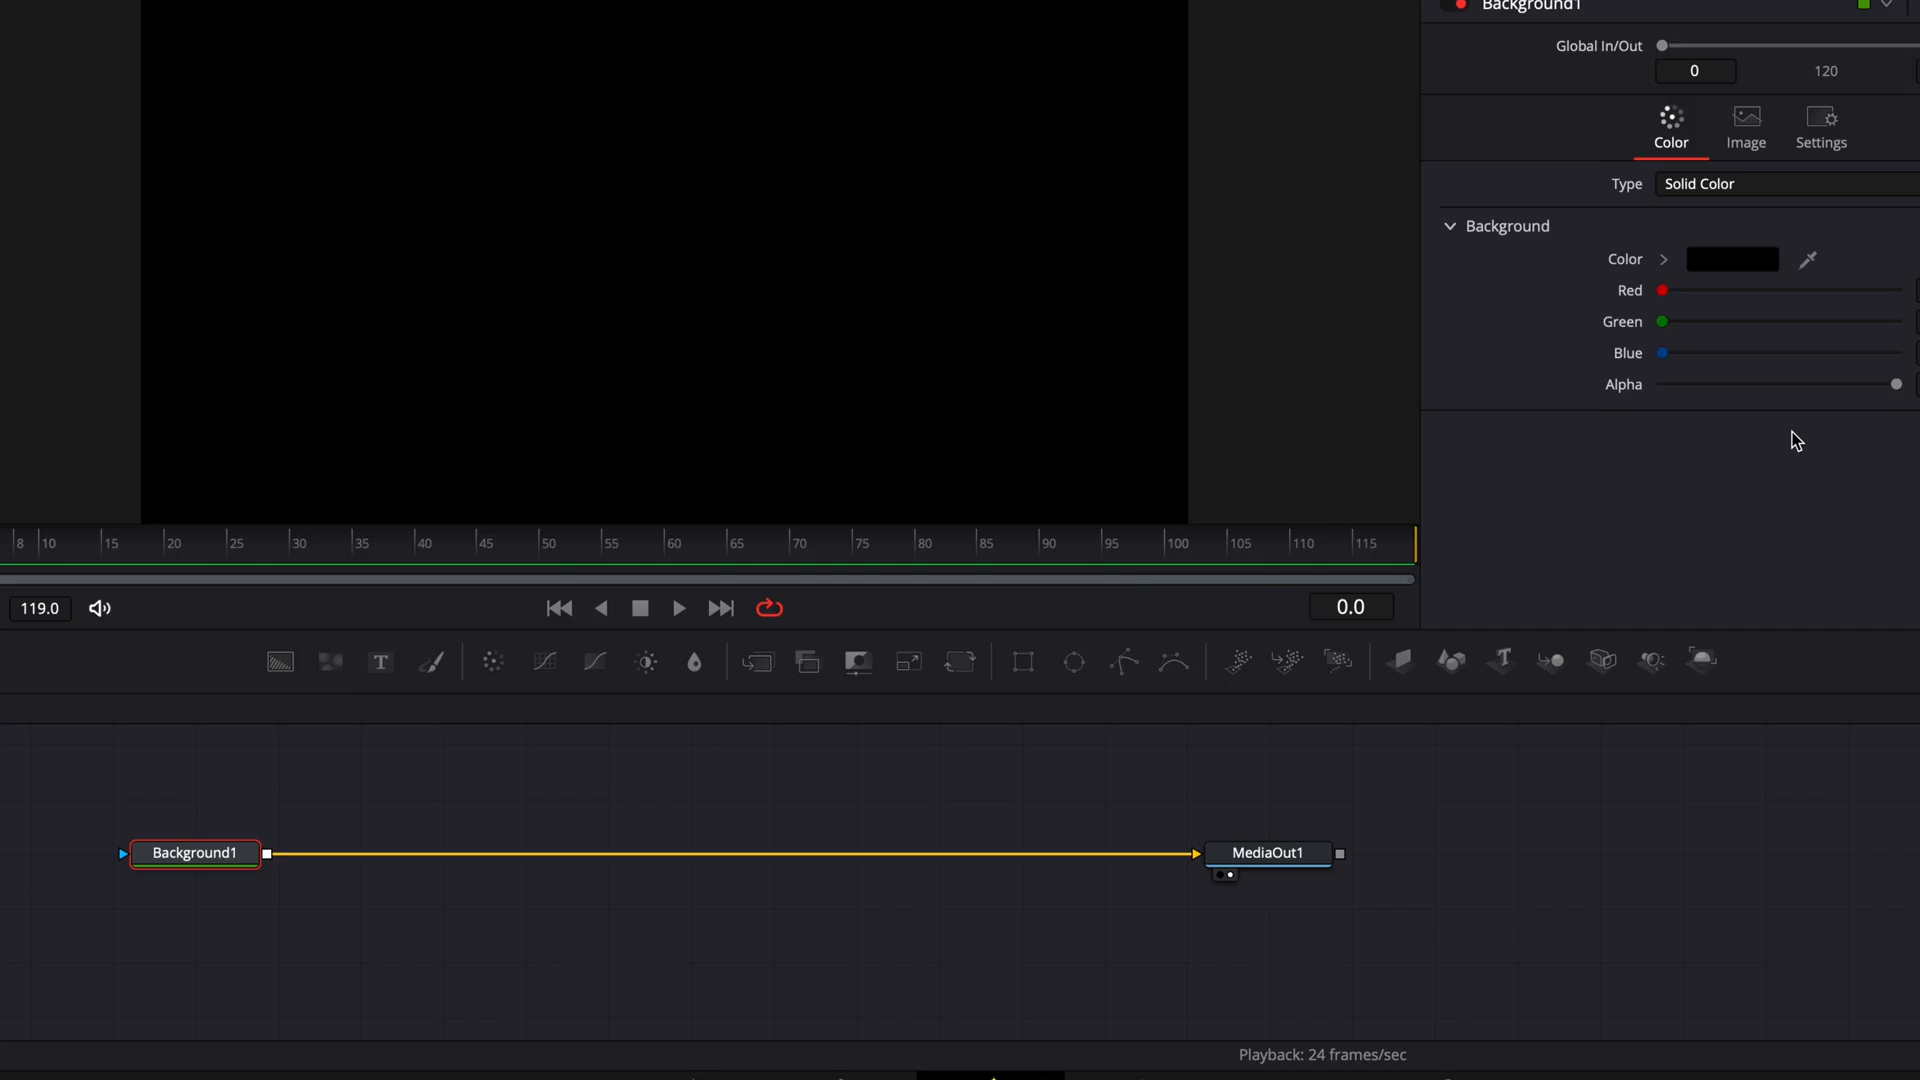 Background1
Global In/Out
0 120
Color Image Settings
Type Solid Color
Background
Color
Red
Green
Blue
Alpha
8 10 15 20 25 30 35 40 45 50 55 60 65 70 75 80 85 90 95 100 105 110 115
119.0 0.0
T
T
Background1 MediaOut1
Playback: 24 frames/sec